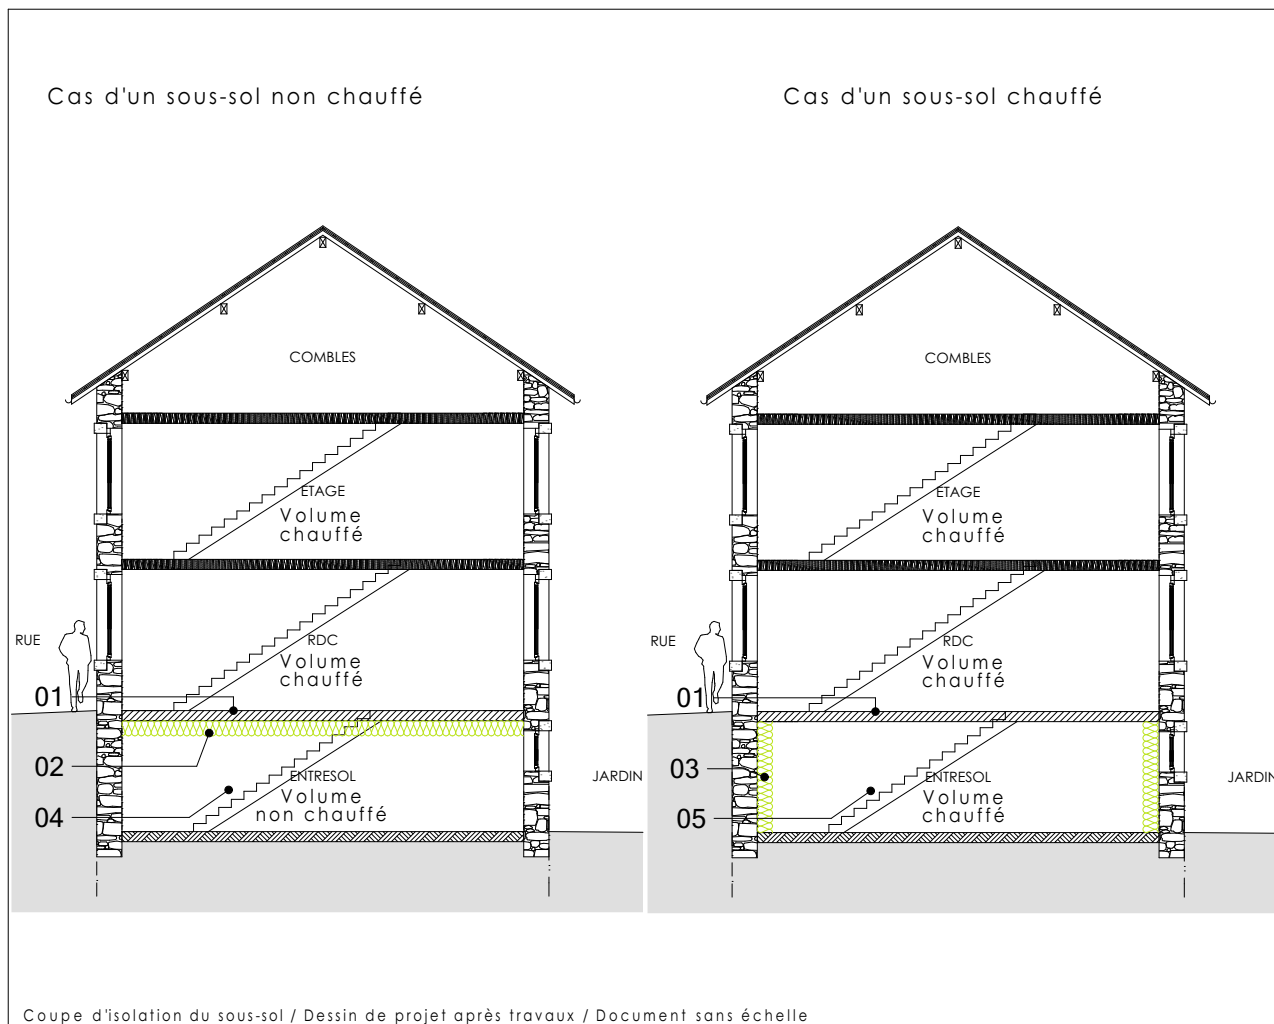 Cas d'un sous-sol non chauffé
COMBLES
ETAGE
Volume
chauffé
RUE
RDC
Volume
chauffé
01
02
ENTRESOL
JARDIN
Volume
non chauffé
04
Cas d'un sous-sol chauffé
COMBLES
ETAGE
Volume
chauffé
RUE
RDC
Volume
chauffé
01
03
ENTRESOL
JARDIN
Volume
chauffé
05
Coupe d'isolation du sous-sol / Dessin de projet après travaux / Document sans échelle